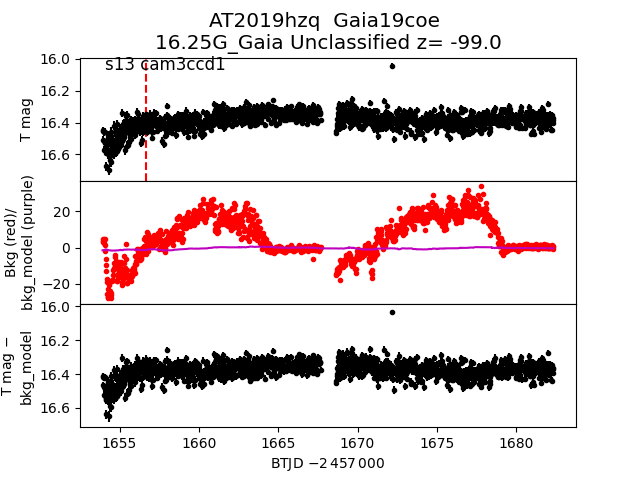 AT2019hzq  Gaia19coe
16.25G_Gaia Unclassified z= -99.0
s13 cam3ccd1
T mag
16.0
16.2
16.4
16.6
Bkg (red)/
bkg_model (purple)
20
0
−20
T mag −
bkg_model
16.0
16.2
16.4
16.6
1655 1660 1665 1670 1675 1680
BTJD −2 457 000